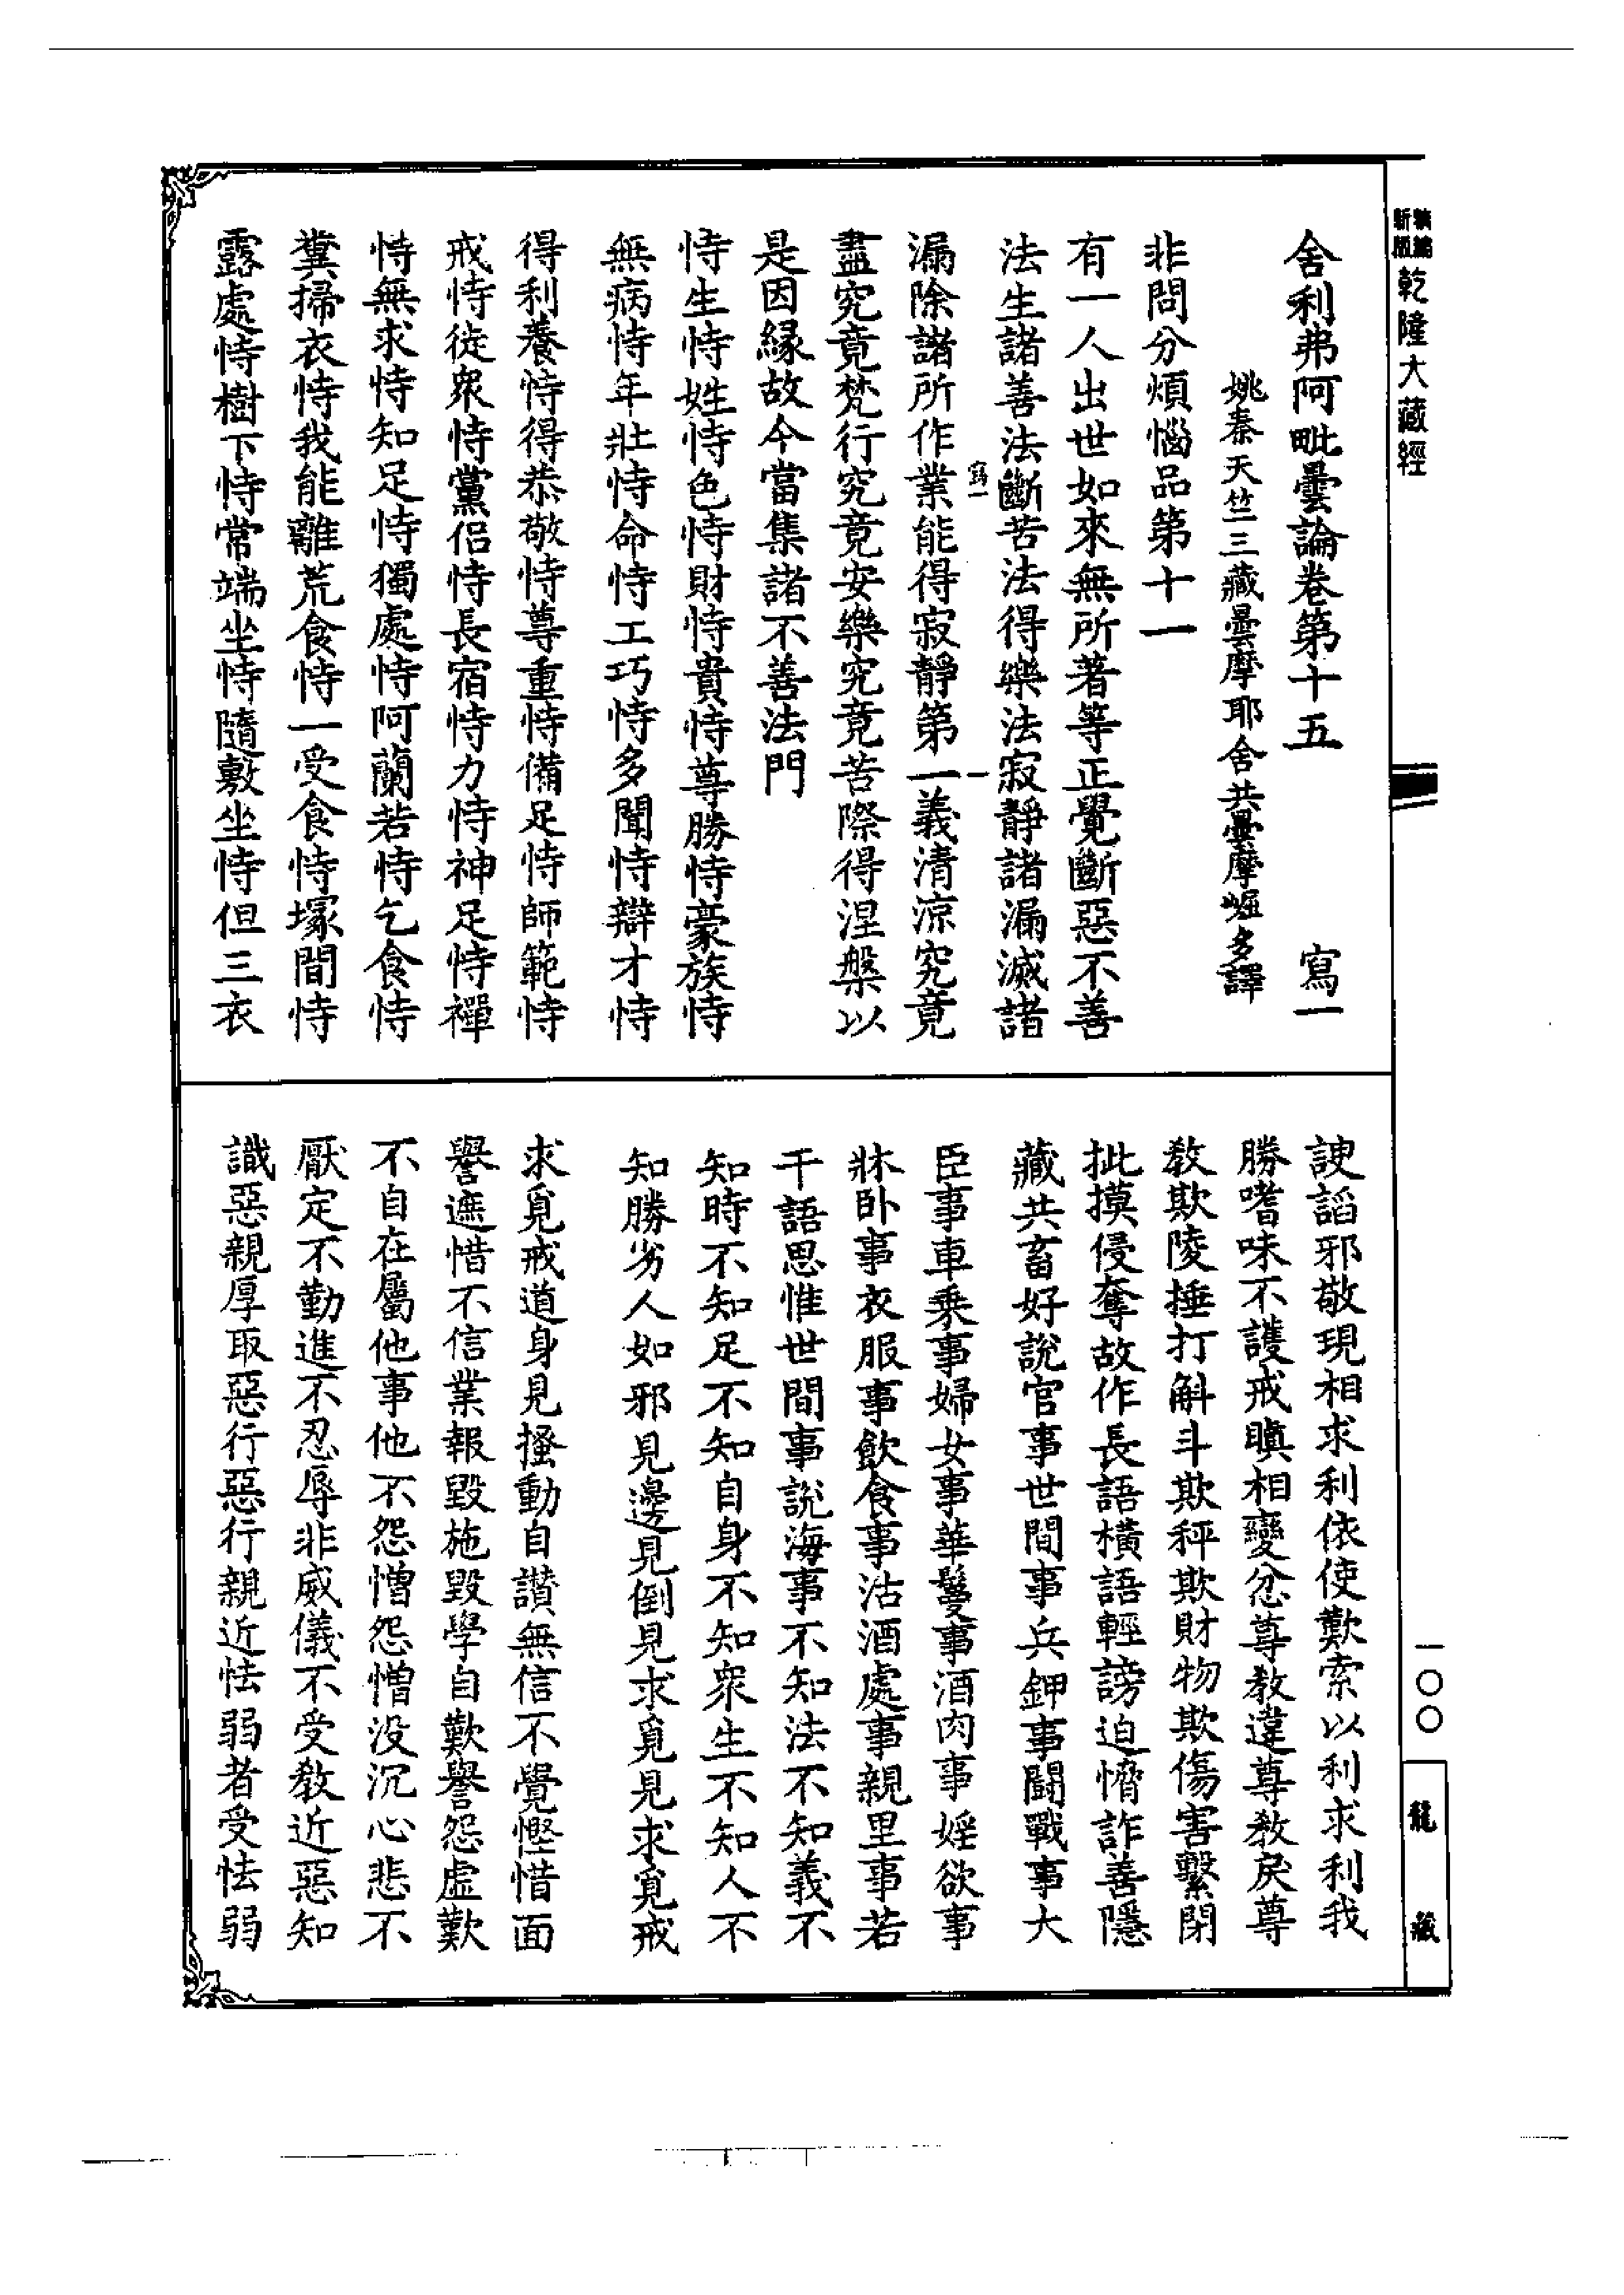 新編
新版
乾隆大藏經
舍利弗阿毗曇論卷第十五 寫一
姚秦天竺三藏曇摩耶舍共曇摩崛多譯
非問分煩惱品第十一
有一人出世如來無所著等正覺斷惡不善
法生諸善法斷苦法得樂法寂靜諸漏滅諸
寫一 一
漏除諸所作業能得寂靜第一義清涼究竟
盡究竟梵行究竟安樂究竟苦際得涅槃以
是因緣故今當集諸不善法門
恃生恃姓恃色恃財恃貴恃尊勝恃豪族恃
無病恃年壯恃命恃工巧恃多聞恃辯才恃
得利養恃得恭敬恃尊重恃備足恃師範恃
戒恃徒眾恃黨侶恃長宿恃力恃神足恃禪
恃無求恃知足恃獨處恃阿蘭若恃乞食恃
糞掃衣恃我能離荒食恃一受食恃塚間恃
露處恃樹下恃常端坐恃隨敷坐恃但三衣
諛諂邪敬現相求利依使歎索以利求利我
勝嗜味不護戒瞋相變忿尊教違尊教戾尊
教欺陵捶打斛斗欺秤欺財物欺傷害繫閉
批摸侵奪故作長語橫語輕謗迫憎詐善隱
藏共畜好說官事世間事兵鉀事鬪戰事大
臣事車乘事婦女事華鬘事酒肉事婬欲事
牀臥事衣服事飲食事沽酒處事親里事若
干語思惟世間事說海事不知法不知義不
知時不知足不知自身不知眾生不知人不
知勝劣人如邪見邊見倒見求覓見求覓戒
求覓戒道身見搔動自讚無信不覺慳惜面
譽遮惜不信業報毀施毀學自歎譽怨虛歎
不自在屬他事他不怨憎怨憎沒沉心悲不
厭定不勤進不忍辱非威儀不受教近惡知
識惡親厚取惡行惡行親近怯弱者受怯弱
一〇〇
龍藏